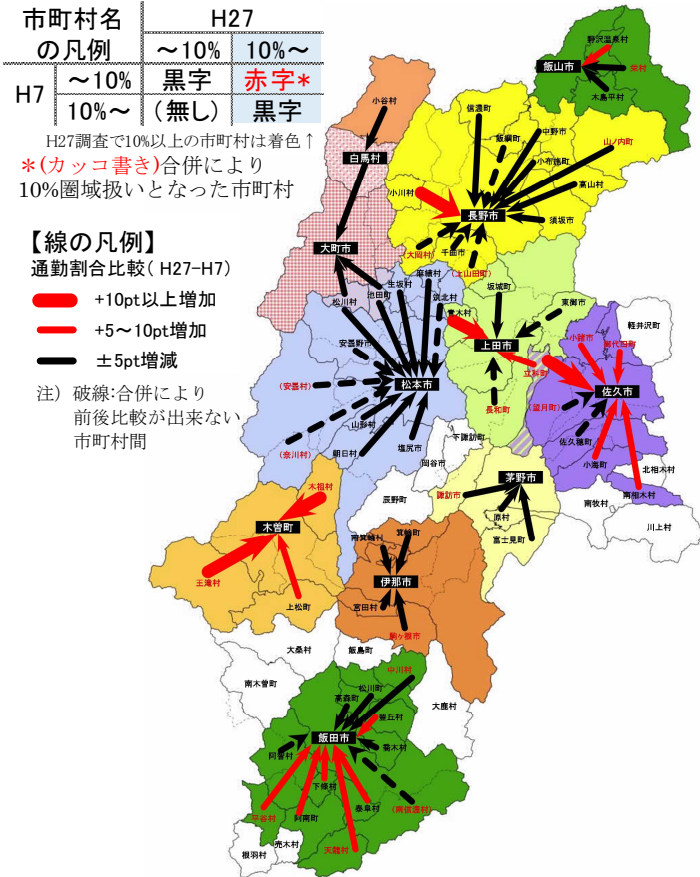 市町村名
の凡例
H27
～10%
10%～
H7
～10%
黒字
赤字*
10%～
(無し)
黒字
H27調査で10%以上の市町村は着色↑
*(カッコ書き)合併により
10%圏域扱いとなった市町村
【線の凡例】
通勤割合比較(H27-H7)
+10pt以上増加
+5～10pt増加
±5pt増減
注) 破線:合併により
前後比較が出来ない
市町村間
野沢温泉村
飯山市
栄村
木島平村
小谷村
白馬村
大町市
信濃町
飯綱町
中野市
小布施町
山ノ内町
高山村
須坂市
小川村
長野市
(大岡村)
千曲市
(上山田町)
麻績村
生坂村
池田町
筑北村
松川村
安曇野市
(安曇村)
松本市
山形村
(奈川村)
朝日村
塩尻市
坂城町
東御市
青木村
上田市
立科町
長和町
小諸市
御代田町
軽井沢町
佐久市
(望月町)
佐久穂町
小海町
北相木村
南相木村
南牧村
川上村
下諏訪町
岡谷市
茅野市
諏訪市
原村
富士見町
辰野町
木祖村
木曽町
王滝村
上松町
南箕輪村
箕輪町
伊那市
宮田村
駒ヶ根市
大桑村
飯島町
南木曽町
中川村
大鹿村
松川町
高森町
豊丘村
飯田市
喬木村
阿智村
下條村
泰阜村
(南信濃村)
平谷村
阿南町
天龍村
売木村
根羽村